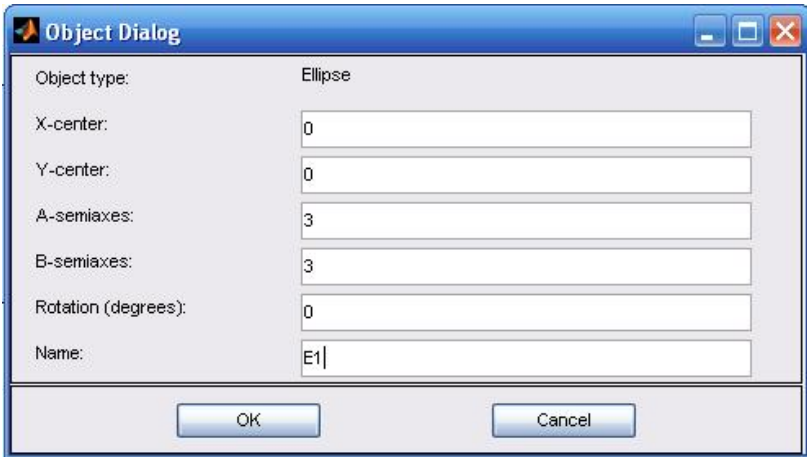 Object Dialog
Object type: Ellipse
X-center: 0
Y-center: 0
A-semiaxes: 3
B-semiaxes: 3
Rotation (degrees): 0
Name: E1
OK Cancel